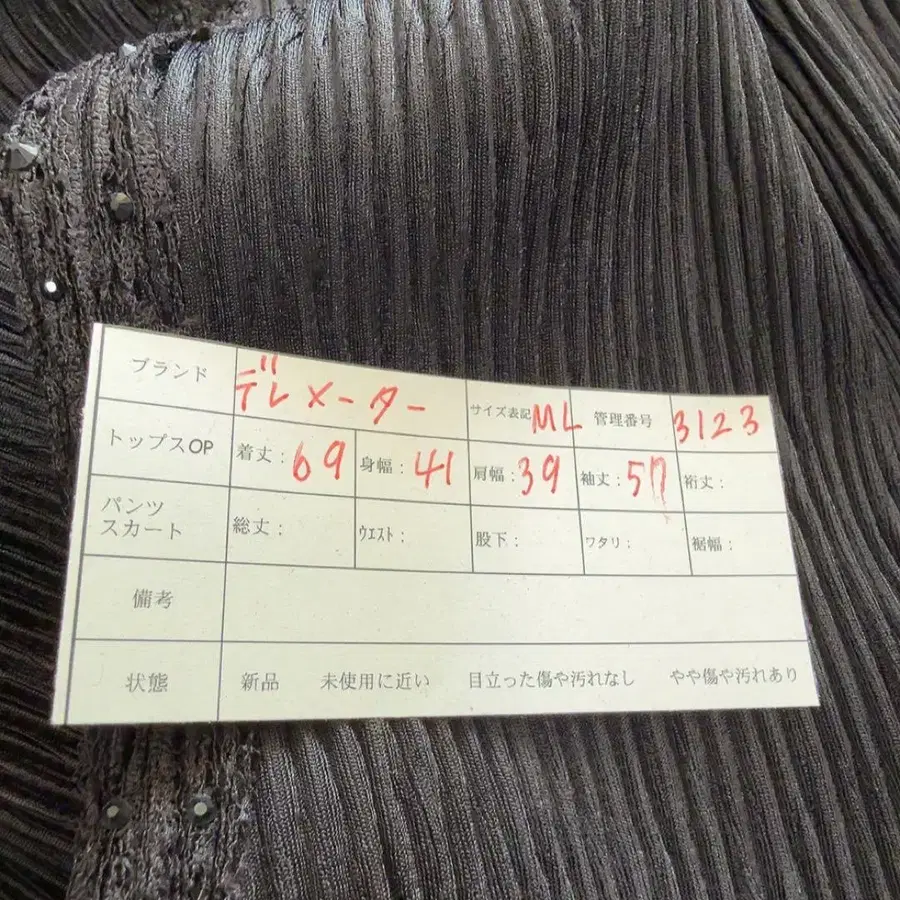 ブランド デレメーター サイズ表記 ML 管理番号 3123
トップスOP 着丈：69 身幅：41 肩幅：39 袖丈：57 裄丈：
パンツ
スカート 総丈： ウエスト： 股下： ワタリ： 裾幅：
備考
状態 新品 未使用に近い 目立った傷や汚れなし やや傷や汚れあり